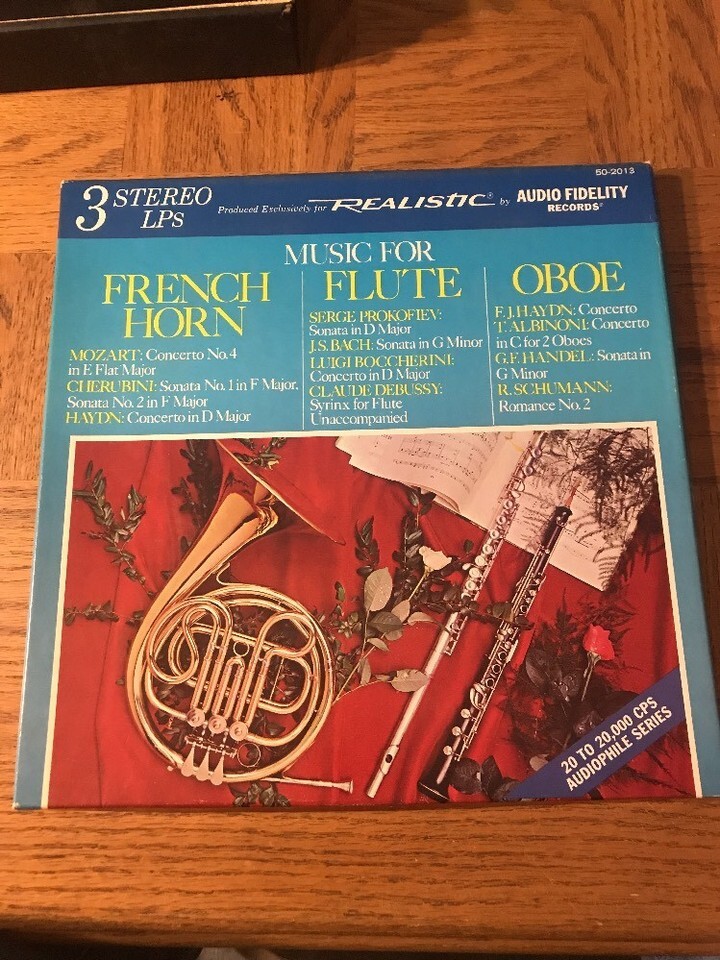 50-2013
3 STEREO LPs
Produced Exclusively for REALISTIC® by AUDIO FIDELITY RECORDS®
MUSIC FOR
FRENCH HORN
MOZART: Concerto No. 4
in E Flat Major
CHERUBINI: Sonata No. 1 in F Major,
Sonata No. 2 in F Major
HAYDN: Concerto in D Major
FLUTE
SERGE PROKOFIEV:
Sonata in D Major
J.S. BACH: Sonata in G Minor
LUIGI BOCCHERINI:
Concerto in D Major
CLAUDE DEBUSSY:
Syrinx for Flute
Unaccompanied
OBOE
F. J. HAYDN: Concerto
T. ALBINONI: Concerto
in C for 2 Oboes
G.F. HANDEL: Sonata in
G Minor
R. SCHUMANN:
Romance No. 2
20 TO 20,000 CPS
AUDIOPHILE SERIES